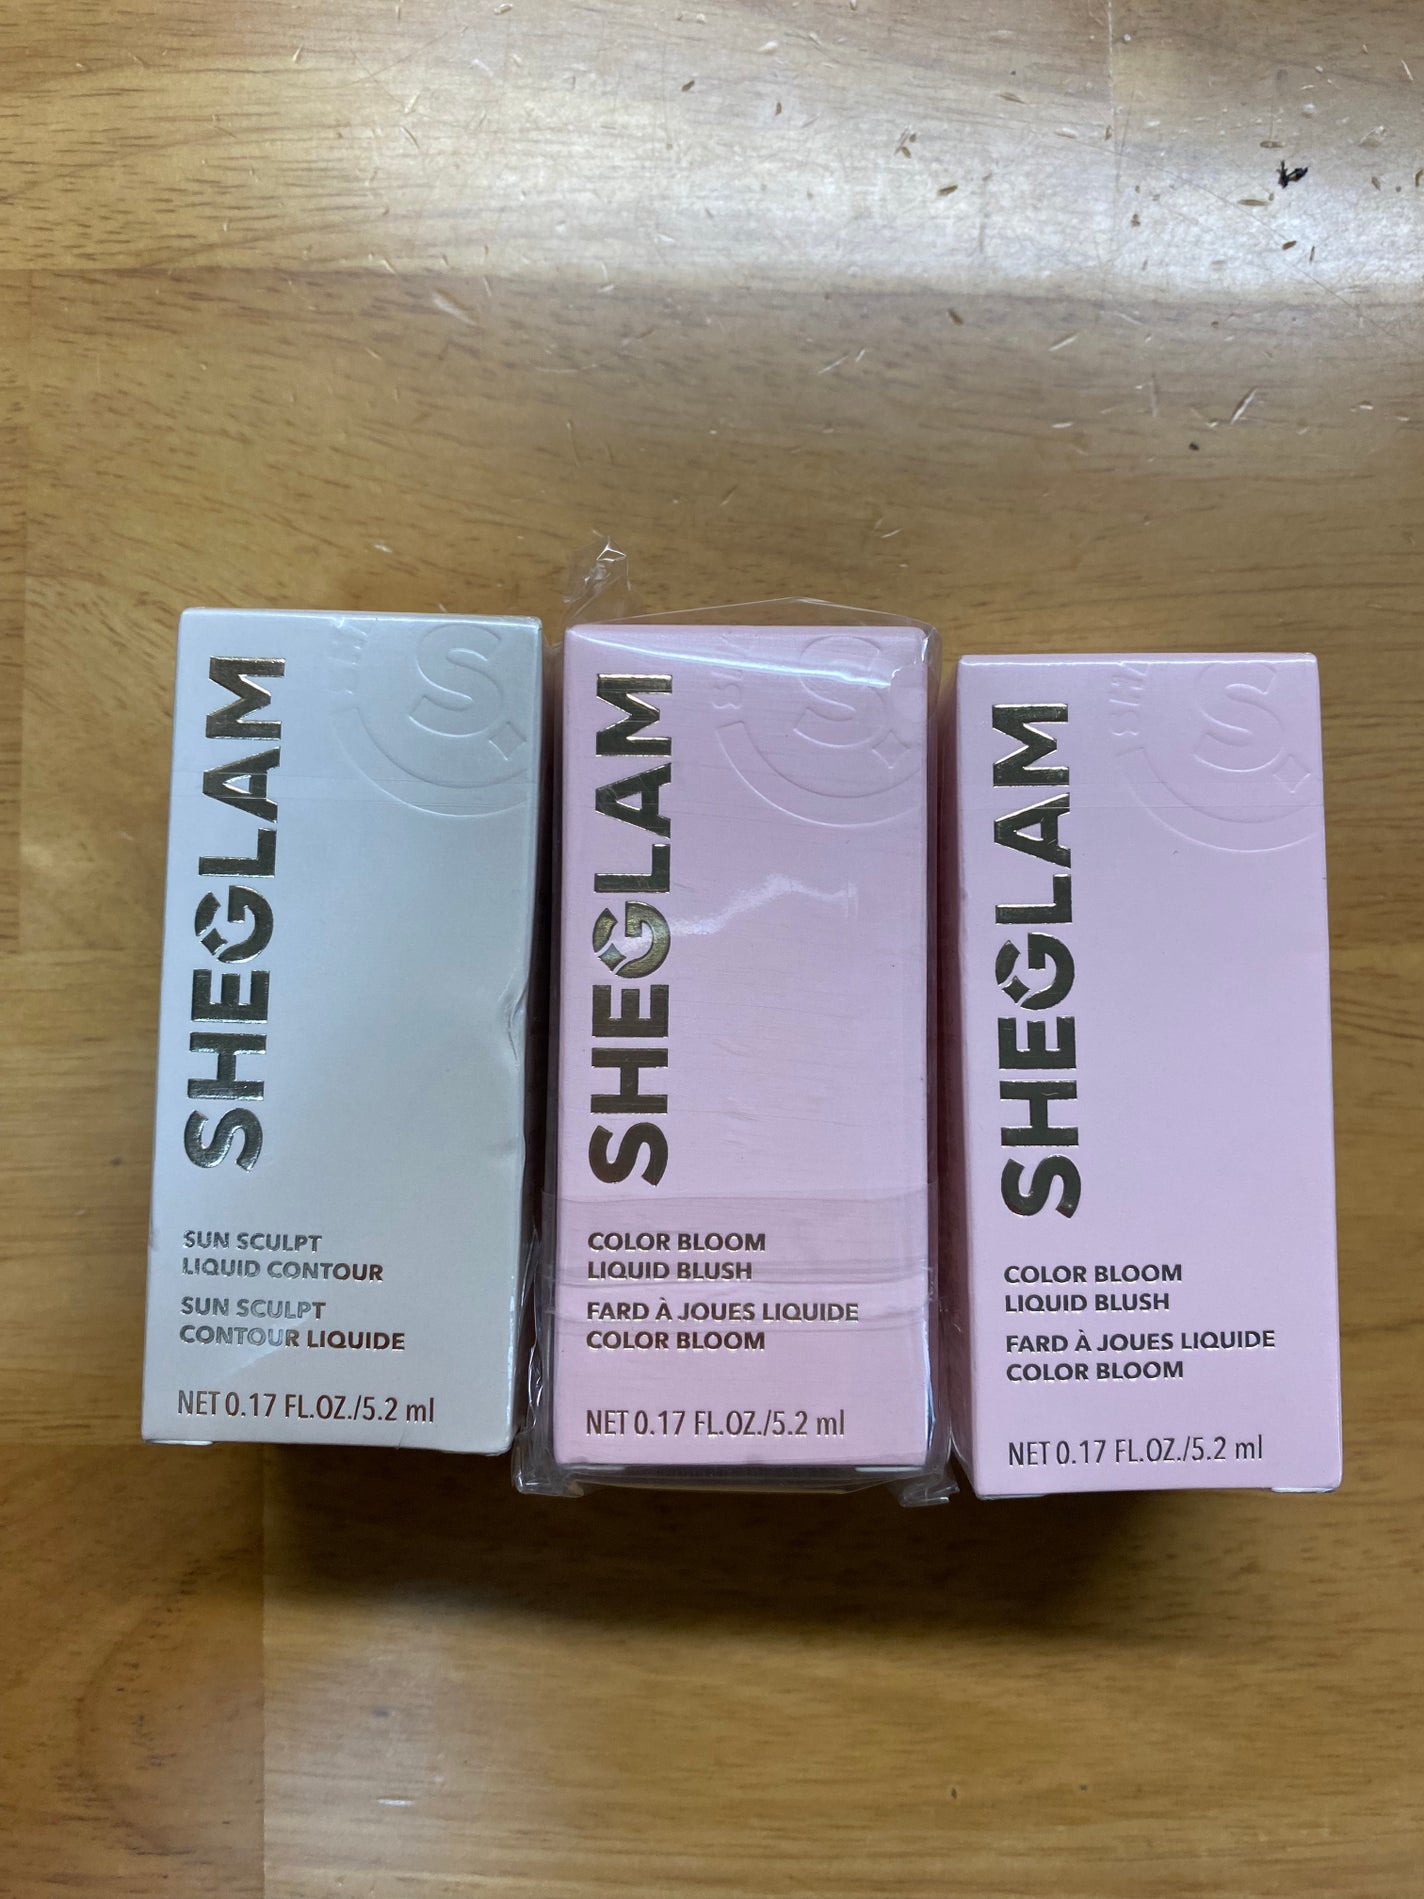 SHEGLAM
SUN SCULPT
LIQUID CONTOUR
SUN SCULPT
CONTOUR LIQUIDE
NET 0.17 FL.OZ./5.2 ml
SHEGLAM
COLOR BLOOM
LIQUID BLUSH
FARD À JOUES LIQUIDE
COLOR BLOOM
NET 0.17 FL.OZ./5.2 ml
SHEGLAM
COLOR BLOOM
LIQUID BLUSH
FARD À JOUES LIQUIDE
COLOR BLOOM
NET 0.17 FL.OZ./5.2 ml